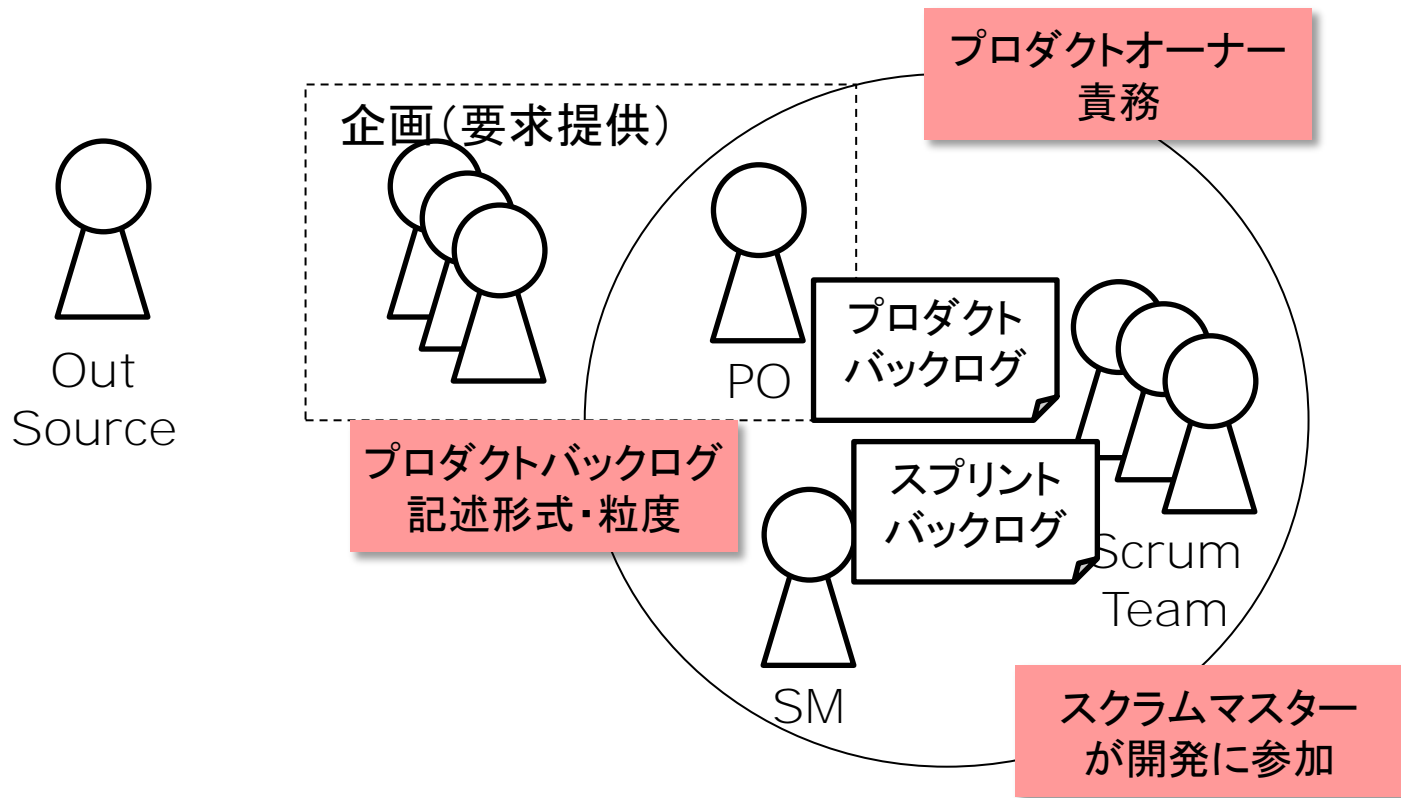 プロダクトオーナー
責務
企画(要求提供)
Out
Source
PO
プロダクト
バックログ
プロダクトバックログ
記述形式・粒度
スプリント
バックログ
Scrum
Team
SM
スクラムマスター
が開発に参加